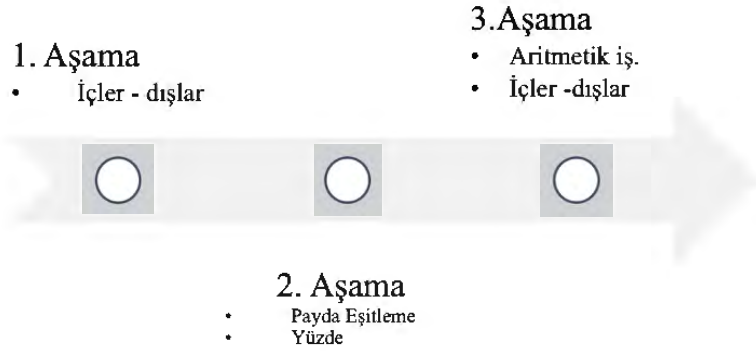 1. Aşama
• İçler - dışlar
3.Aşama
• Aritmetik iş.
• İçler -dışlar
2. Aşama
• Payda Eşitleme
• Yüzde